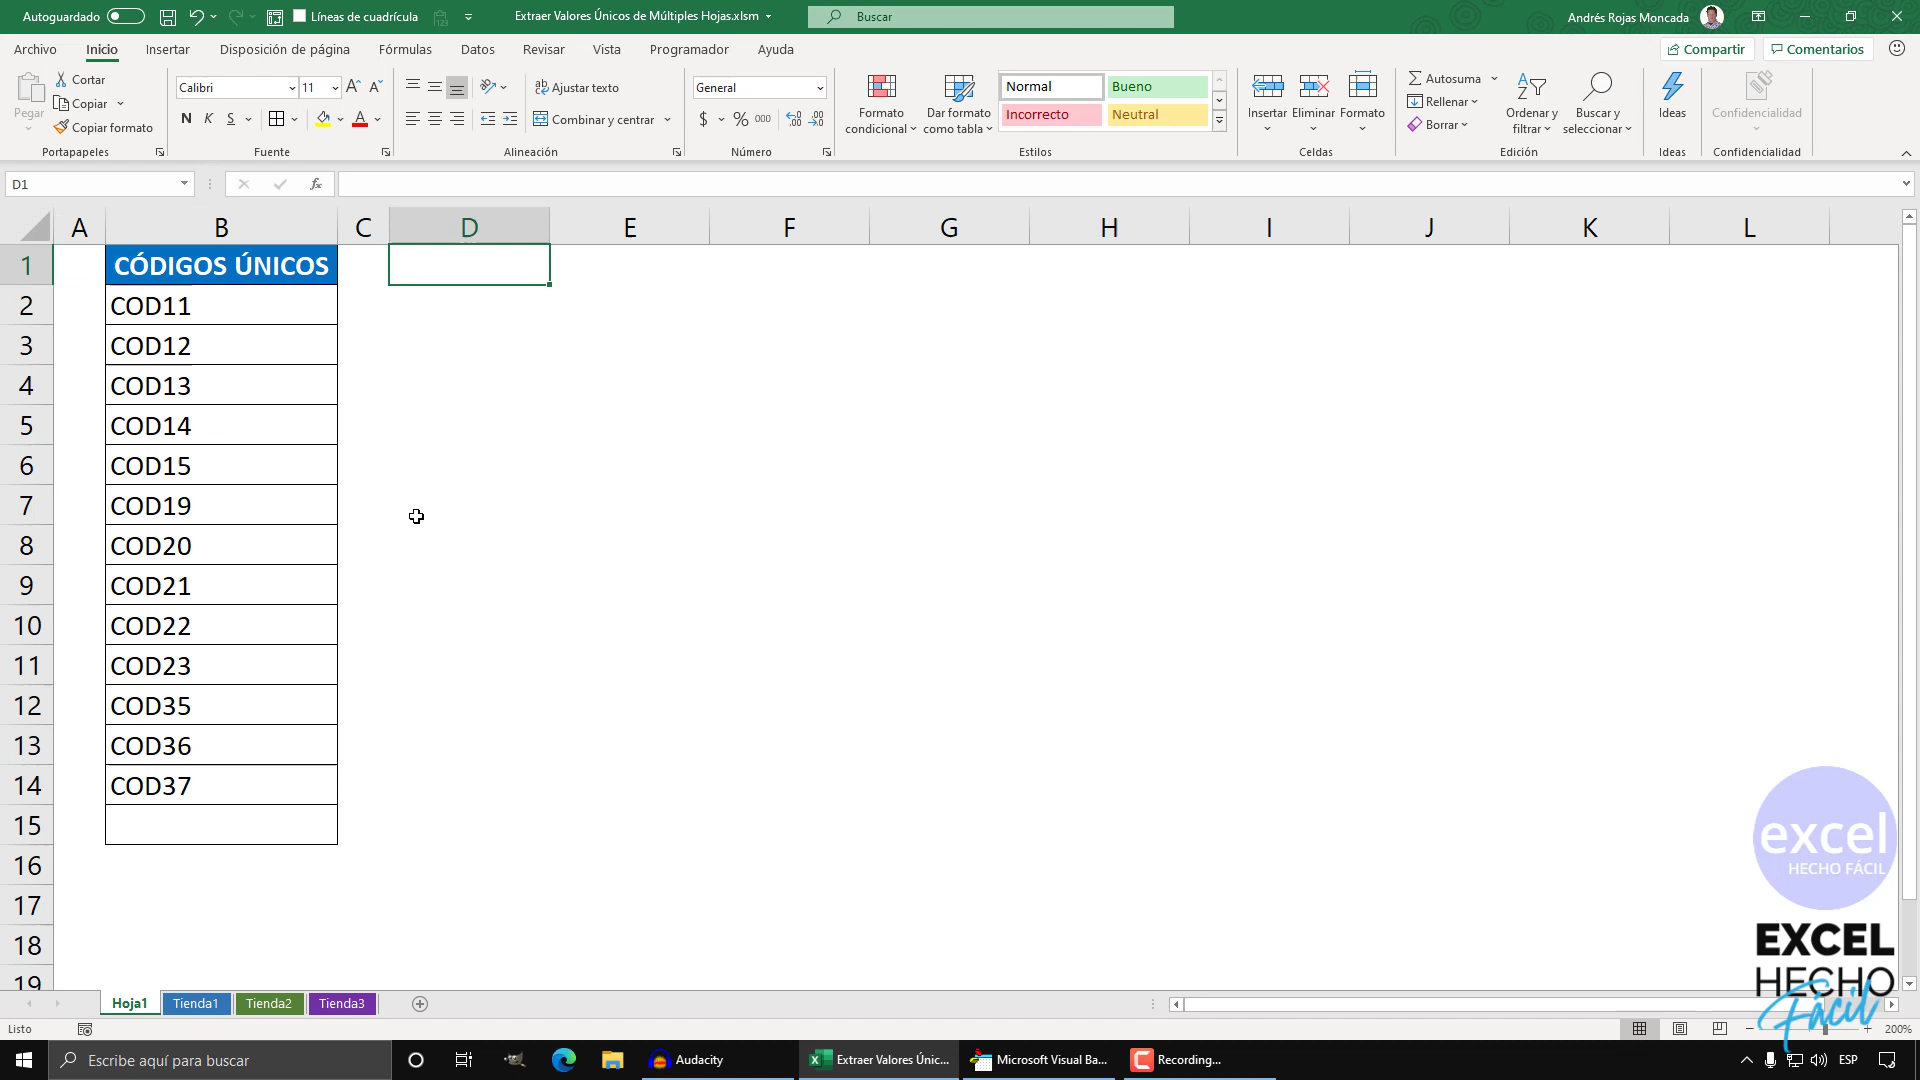 Autoguardado
Líneas de cuadrícula
Extraer Valores Únicos de Múltiples Hojas.xlsm
Buscar
Andrés Rojas Moncada
Archivo Inicio Insertar Disposición de página Fórmulas Datos Revisar Vista Programador Ayuda
Compartir Comentarios
Pegar
Cortar
Copiar
Copiar formato
Portapapeles
Calibri 11
N K S
Fuente
Ajustar texto
Combinar y centrar
Alineación
General
$ % 000
Número
Formato condicional
Dar formato como tabla
Normal Bueno
Incorrecto Neutral
Estilos
Insertar Eliminar Formato
Celdas
Autosuma
Rellenar
Borrar
Ordenar y filtrar
Buscar y seleccionar
Edición
Ideas
Ideas
Confidencialidad
Confidencialidad
D1
fx
A B C D E F G H I J K L
1 CÓDIGOS ÚNICOS
2 COD11
3 COD12
4 COD13
5 COD14
6 COD15
7 COD19
8 COD20
9 COD21
10 COD22
11 COD23
12 COD35
13 COD36
14 COD37
15
16
17
18
19
excel
HECHO FÁCIL
EXCEL
HECHO
Fácil
Hoja1 Tienda1 Tienda2 Tienda3
Listo
200%
Escribe aquí para buscar
Audacity
Extraer Valores Únic...
Microsoft Visual Ba...
Recording...
ESP